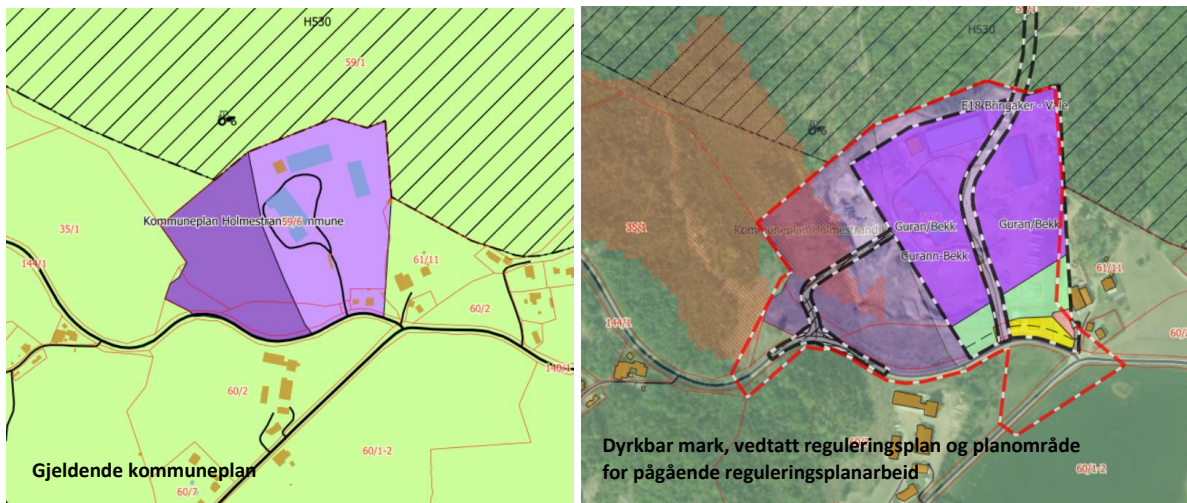 H530
59/1
Kommuneplan Holmestrand kommune
59/6
35/1
144/1
61/11
60/2
60/2
140/1
Gjeldende kommuneplan
60/1-2
60/7
H530
E18 Bringaker - Våle
35/1
Kommuneplan Holmestrand
Guran/Bekk
Guran/Bekk
Gurann-Bekk
61/11
144/1
Dyrkbar mark, vedtatt reguleringsplan og planområde
for pågående reguleringsplanarbeid
60/1-2